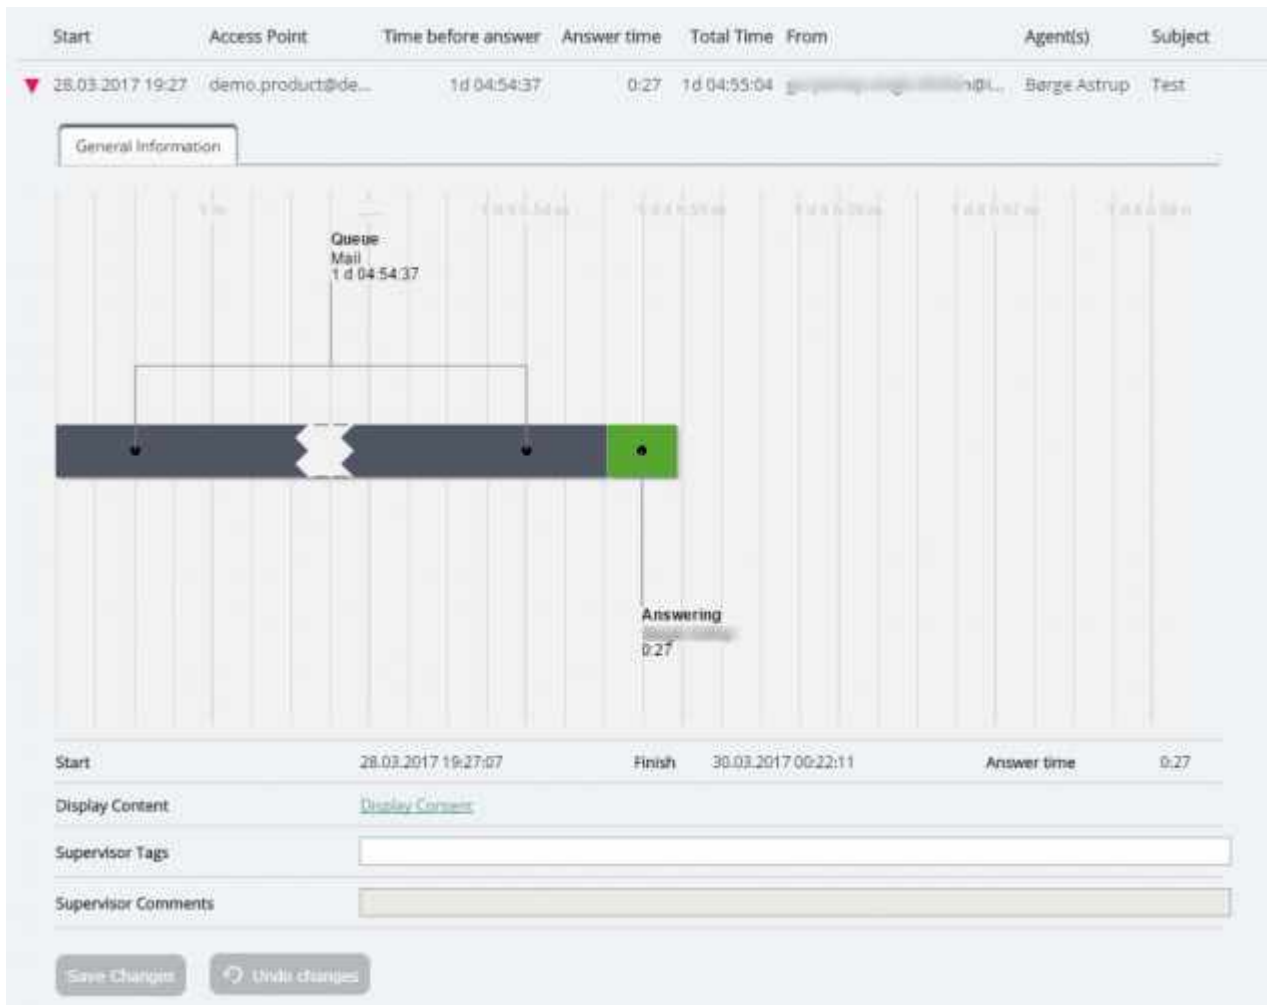 Start Access Point Time before answer Answer time Total Time From Agent(s) Subject
28.03.2017 19:27 demo.product@de... 1d 04:54:37 0:27 1d 04:55:04 Børge Astrup Test
General Information
Queue
Mail
1 d 04:54:37
Answering
0:27
Start 28.03.2017 19:27:07 Finish 30.03.2017 00:22:11 Answer time 0:27
Display Content Display Content
Supervisor Tags
Supervisor Comments
Save Changes Undo changes